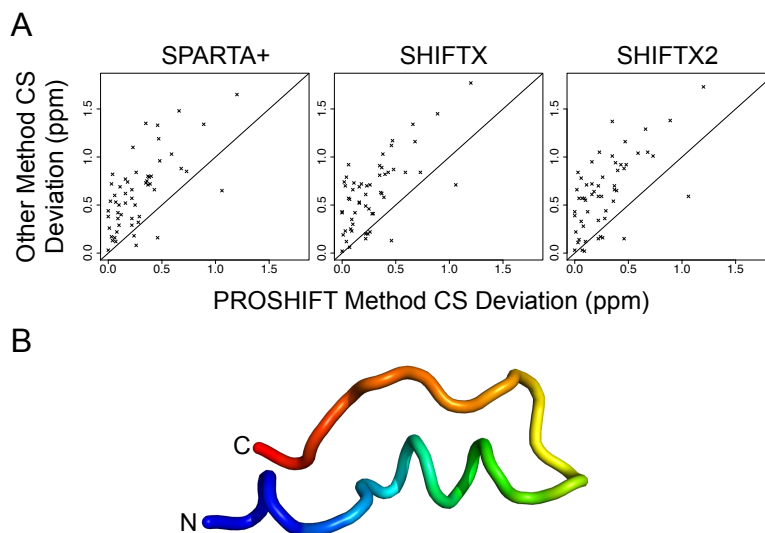 A
SPARTA+ SHIFTX SHIFTX2
Other Method CS
Deviation (ppm)
0.0 0.5 1.0 1.5
0.0 0.5 1.0 1.5
0.0 0.5 1.0 1.5
0.0 0.5 1.0 1.5
0.0 0.5 1.0 1.5
0.0 0.5 1.0 1.5
PROSHIFT Method CS Deviation (ppm)
B
C
N